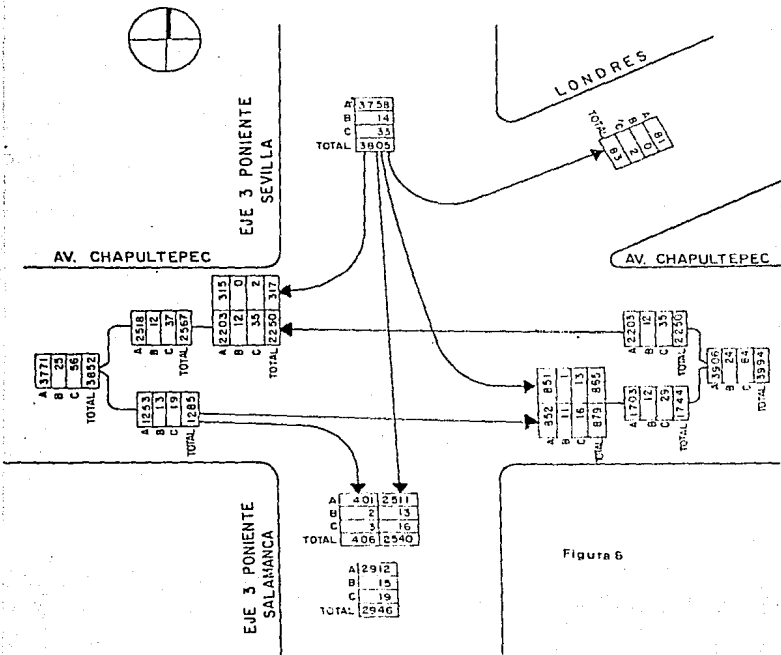 LONDRES
A 81
B 0
C 2
TOTAL 83
A 3758
B 14
C 33
TOTAL 3805
EJE 3 PONIENTE
SEVILLA
AV. CHAPULTEPEC
AV. CHAPULTEPEC
315 0 2 317
A 2203
B 12
C 35
TOTAL 2250
A 2518
B 12
C 37
TOTAL 2567
A 3771
B 25
C 56
TOTAL 3852
A 1253
B 13
C 19
TOTAL 1285
A 2203
B 12
C 35
TOTAL 2250
A 3906
B 24
C 64
TOTAL 3994
851 1 13 865
A 852
B 11
C 16
TOTAL 879
A 1703
B 12
C 29
TOTAL 1744
A 401 2511
B 2 13
C 3 16
TOTAL 406 2540
A 2912
B 15
C 19
TOTAL 2946
EJE 3 PONIENTE
SALAMANCA
Figura 6